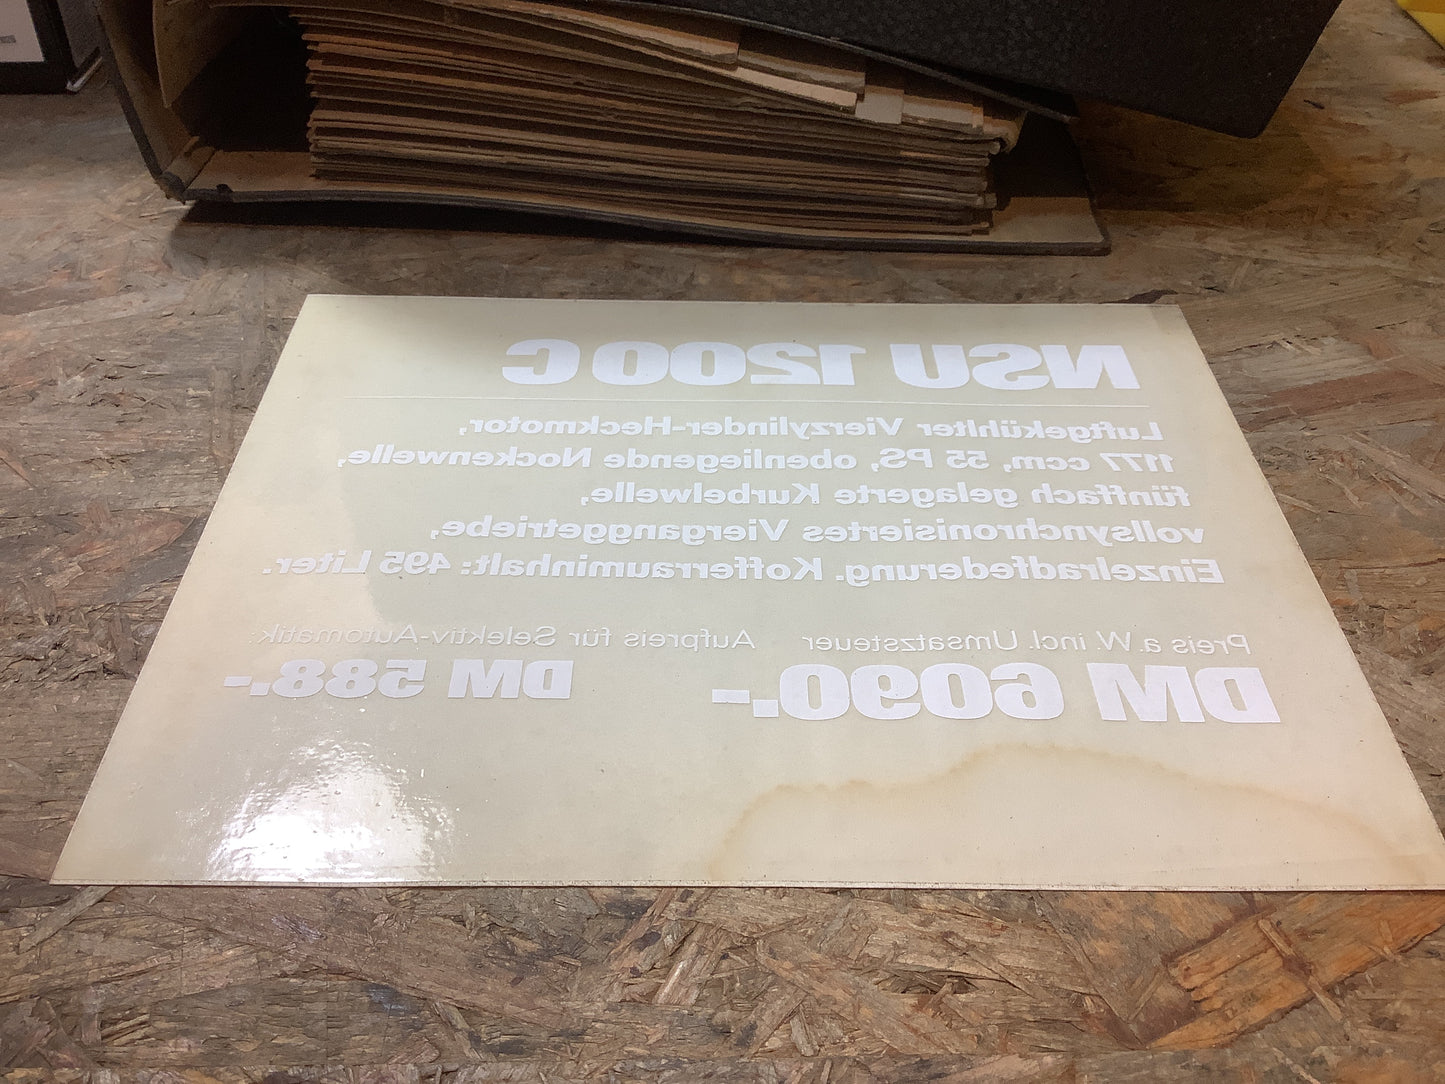 NSU 1200 C
Luftgekühlter Vierzylinder-Heckmotor,
1177 ccm, 55 PS, obenliegende Nockenwelle,
fünffach gelagerte Kurbelwelle,
vollsynchronisiertes Vierganggetriebe,
Einzelradfederung. Kofferrauminhalt: 495 Liter.
Preis a. W. incl. Umsatzsteuer Aufpreis für Selektiv-Automatik:
DM 6090.- DM 588.-